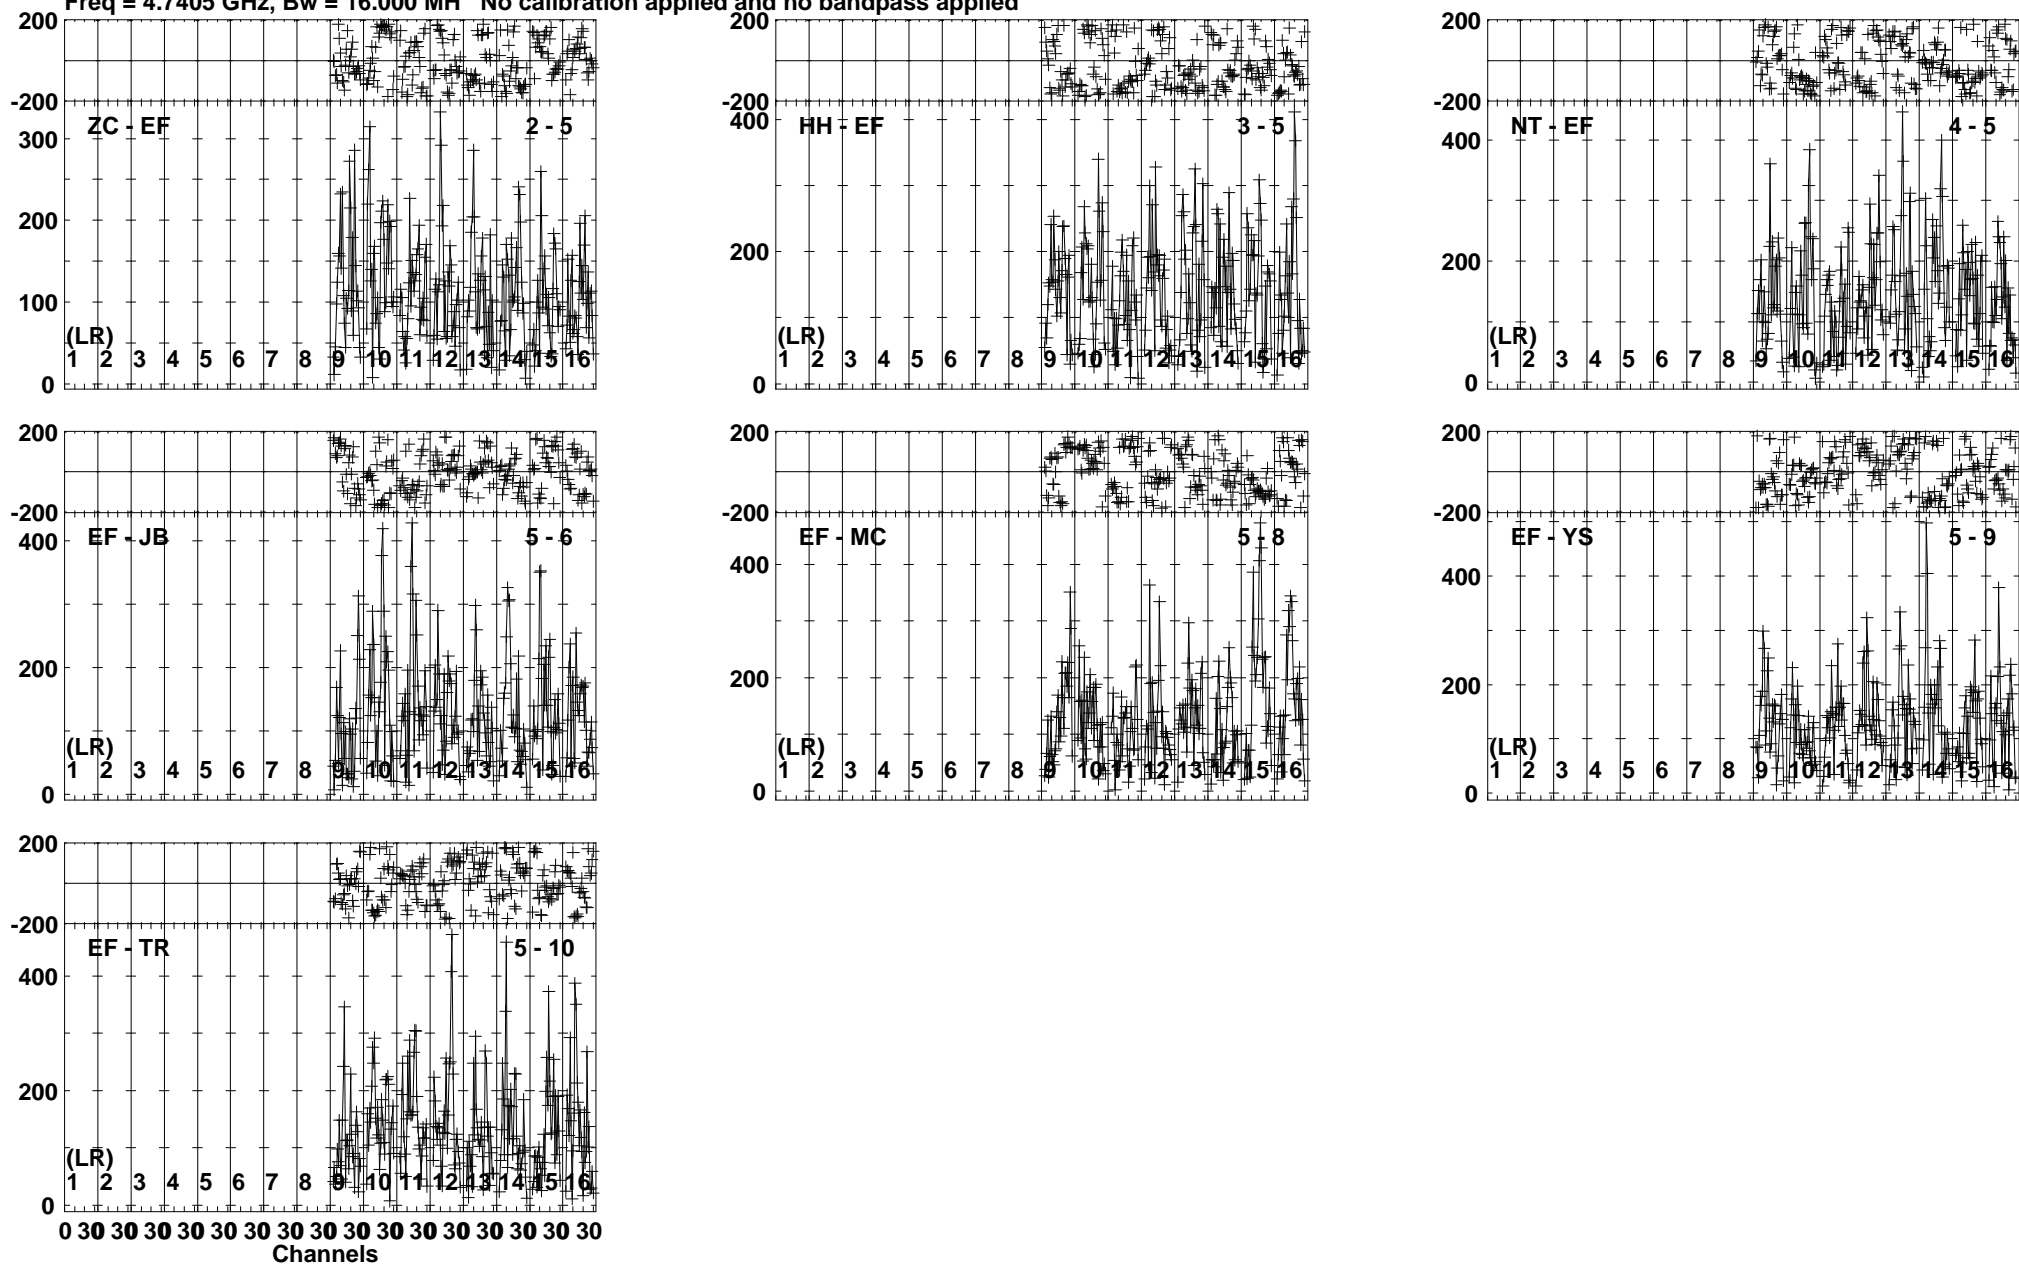 Freq = 4.7405 GHz, Bw = 16.000 MH No calibration applied and no bandpass applied
200 200 200
-200 -200 -200
ZC - EF 2 - 5 HH - EF 3 - 5 NT - EF 4 - 5
300 400 400
200 200 200
100
(LR) (LR) (LR)
1 2 3 4 5 6 7 8 9 10 11 12 13 14 15 16 1 2 3 4 5 6 7 8 9 10 11 12 13 14 15 16 1 2 3 4 5 6 7 8 9 10 11 12 13 14 15 16
0 0 0
200 200 200
-200 -200 -200
EF - JB 5 - 6 EF - MC 5 - 8 EF - YS 5 - 9
400 400 400
200 200 200
(LR) (LR) (LR)
1 2 3 4 5 6 7 8 9 10 11 12 13 14 15 16 1 2 3 4 5 6 7 8 9 10 11 12 13 14 15 16 1 2 3 4 5 6 7 8 9 10 11 12 13 14 15 16
0 0 0
200
-200
EF - TR 5 - 10
400
200
(LR)
1 2 3 4 5 6 7 8 9 10 11 12 13 14 15 16
0
0 30 30 30 30 30 30 30 30 30 30 30 30 30 30 30 30
Channels